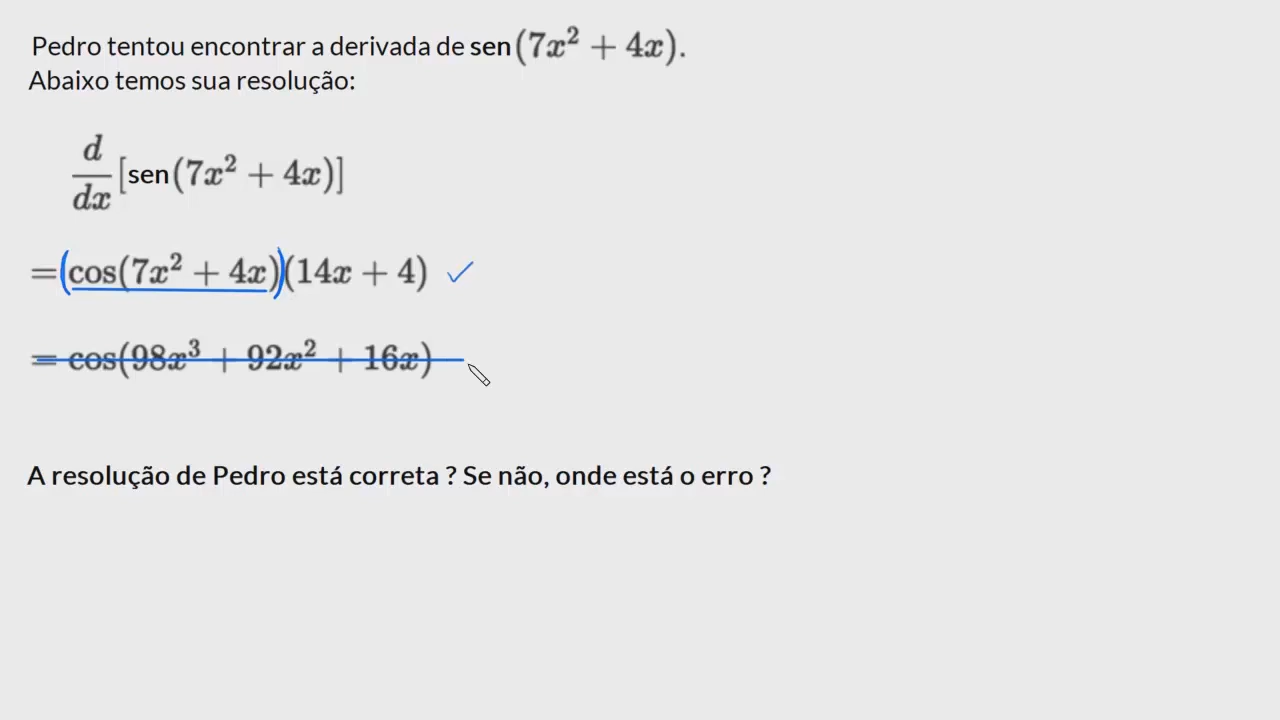 Pedro tentou encontrar a derivada de sen(7x² + 4x).
Abaixo temos sua resolução:
d/dx [sen(7x² + 4x)]
= (cos(7x² + 4x))(14x + 4) ✓
= cos(98x³ + 92x² + 16x)
A resolução de Pedro está correta ? Se não, onde está o erro ?